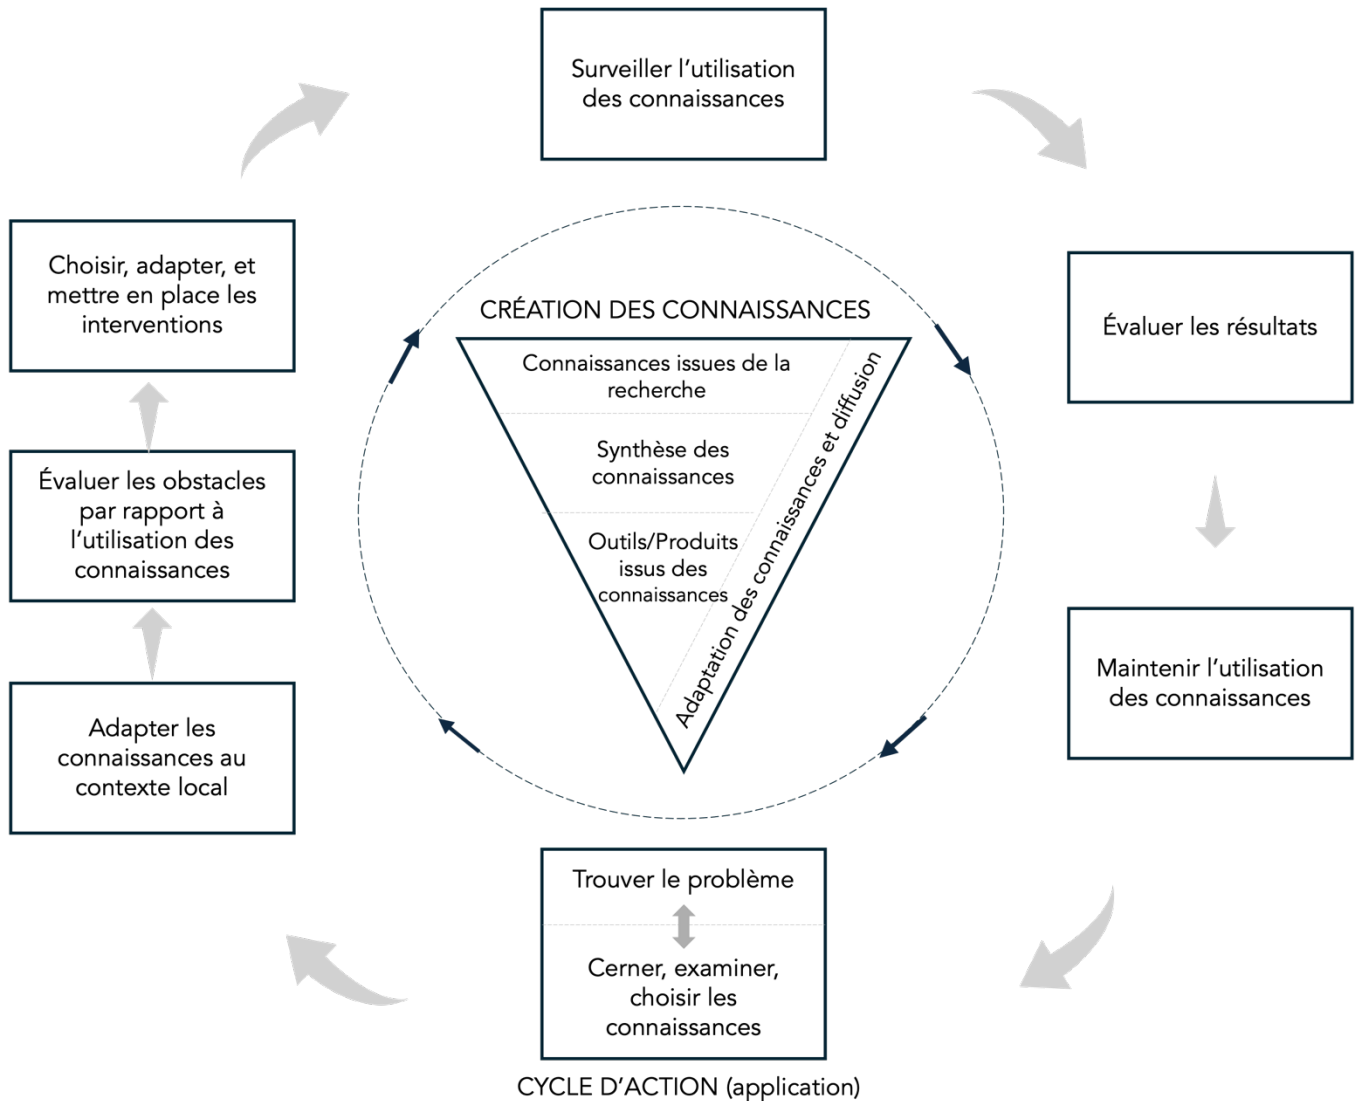 Surveiller l’utilisation
des connaissances
Choisir, adapter, et
mettre en place les
interventions
Évaluer les résultats
CRÉATION DES CONNAISSANCES
Connaissances issues de la
recherche
Synthèse des
connaissances
Outils/Produits
issus des
connaissances
Adaptation des connaissances et diffusion
Évaluer les obstacles
par rapport à
l’utilisation des
connaissances
Maintenir l’utilisation
des connaissances
Adapter les
connaissances au
contexte local
Trouver le problème
Cerner, examiner,
choisir les
connaissances
CYCLE D’ACTION (application)